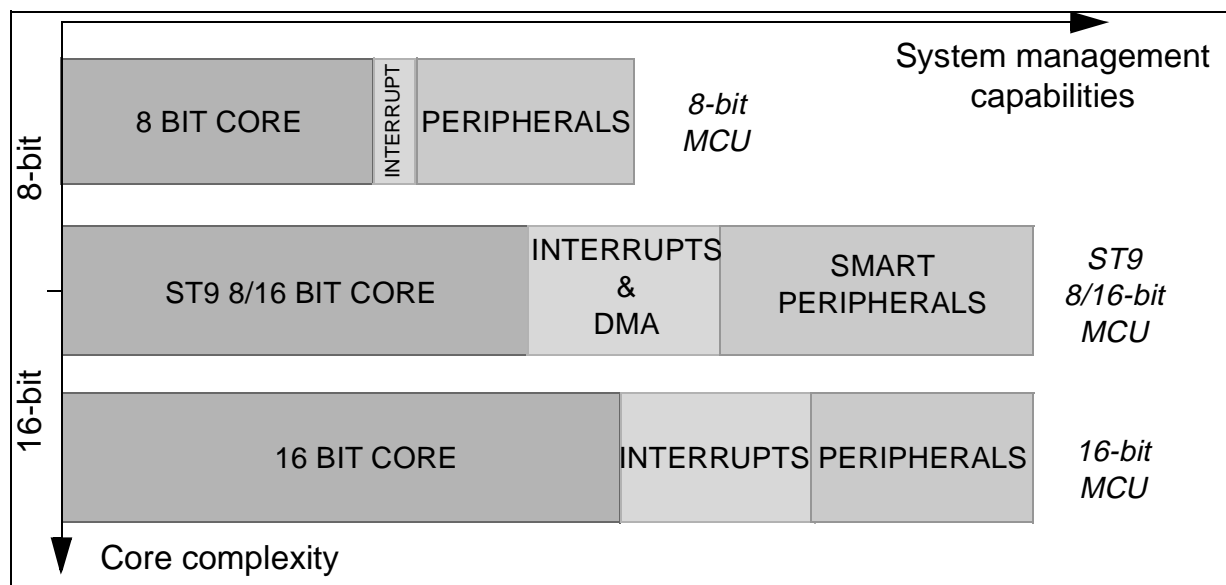 System management
capabilities
8-bit
8 BIT CORE
INTERRUPT
PERIPHERALS
8-bit
MCU
ST9 8/16 BIT CORE
INTERRUPTS
&
DMA
SMART
PERIPHERALS
ST9
8/16-bit
MCU
16-bit
16 BIT CORE
INTERRUPTS
PERIPHERALS
16-bit
MCU
Core complexity